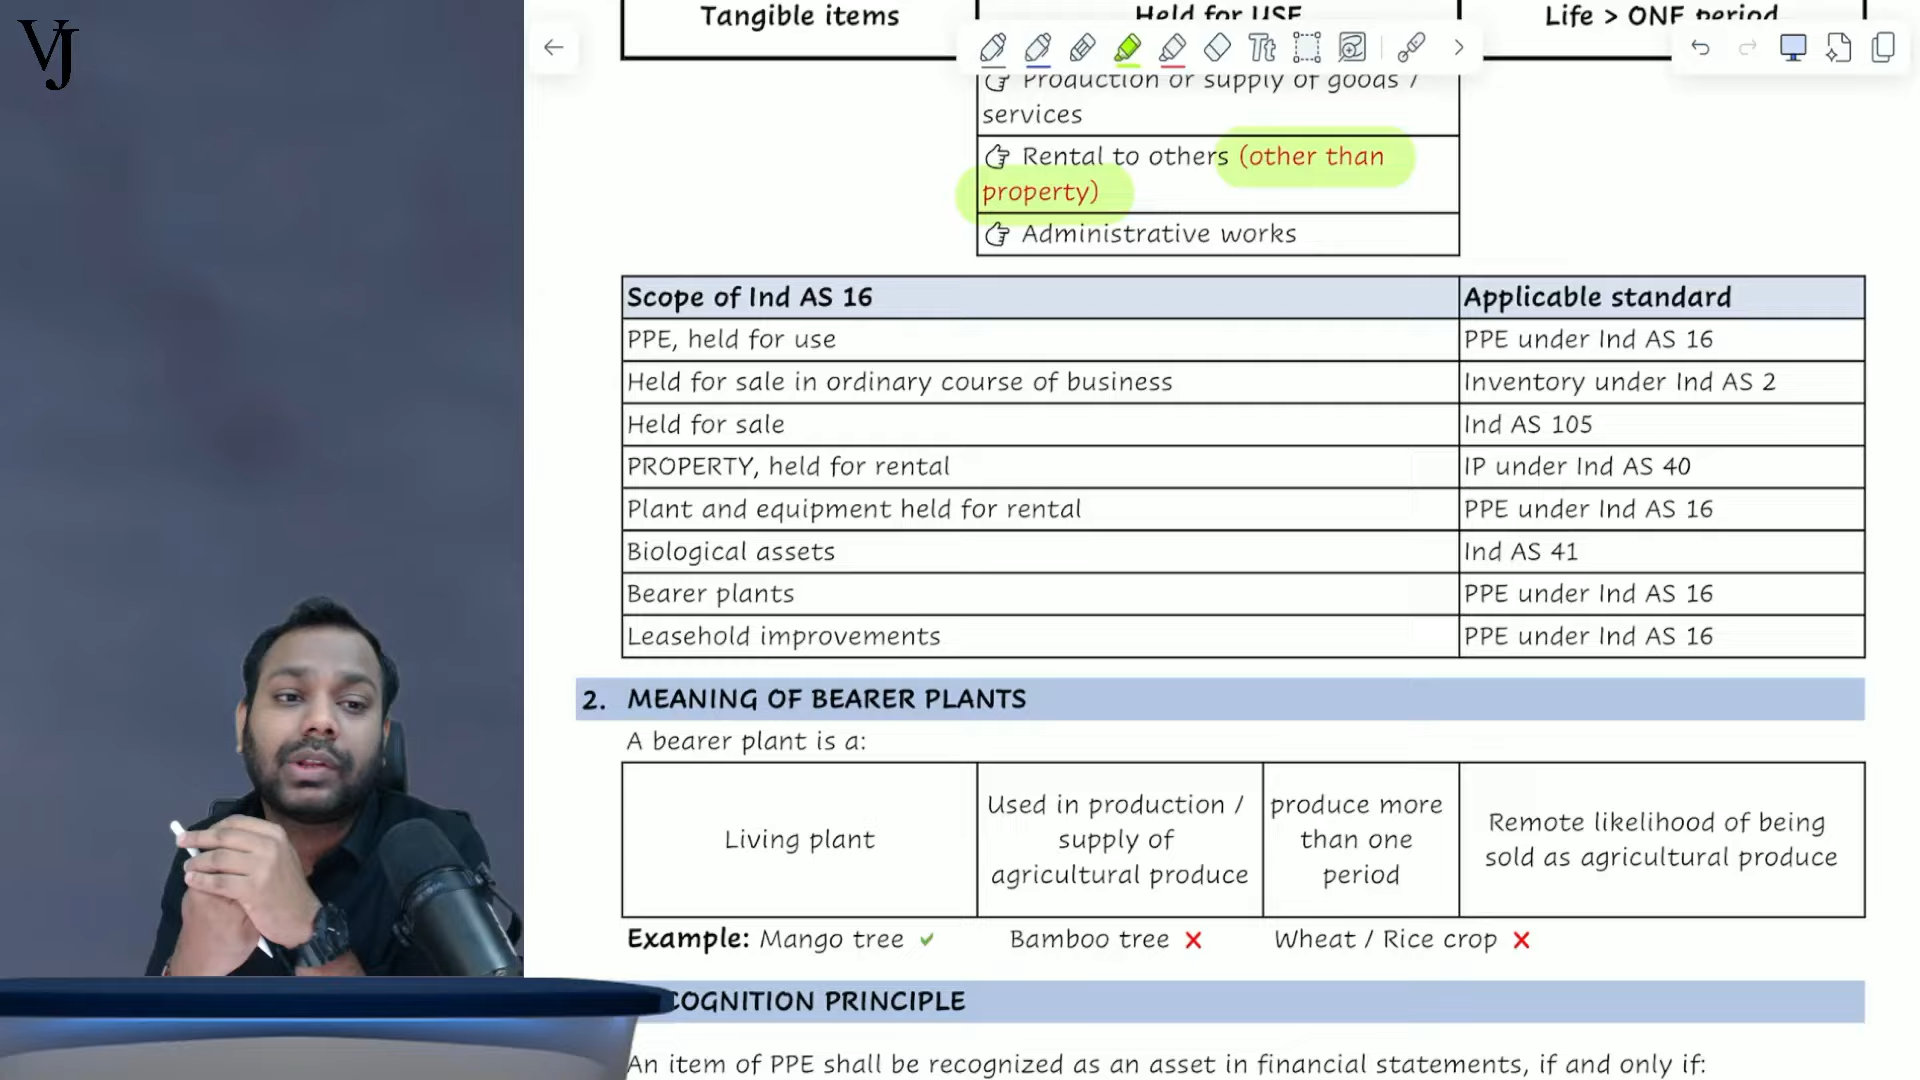 VJ
Tangible items
Held for USE
Life > ONE period
Tt
Production or supply of goods /
services
Rental to others (other than
property)
Administrative works
Scope of Ind AS 16
Applicable standard
PPE, held for use
PPE under Ind AS 16
Held for sale in ordinary course of business
Inventory under Ind AS 2
Held for sale
Ind AS 105
PROPERTY, held for rental
IP under Ind AS 40
Plant and equipment held for rental
PPE under Ind AS 16
Biological assets
Ind AS 41
Bearer plants
PPE under Ind AS 16
Leasehold improvements
PPE under Ind AS 16
2. MEANING OF BEARER PLANTS
A bearer plant is a:
Living plant
Used in production /
supply of
agricultural produce
produce more
than one
period
Remote likelihood of being
sold as agricultural produce
Example: Mango tree ✓ Bamboo tree ✗ Wheat / Rice crop ✗
COGNITION PRINCIPLE
An item of PPE shall be recognized as an asset in financial statements, if and only if: